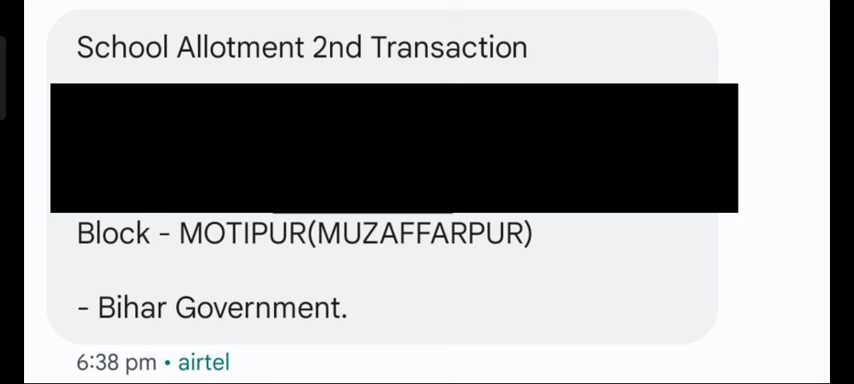 School Allotment 2nd Transaction
Block - MOTIPUR(MUZAFFARPUR)
- Bihar Government.
6:38 pm • airtel